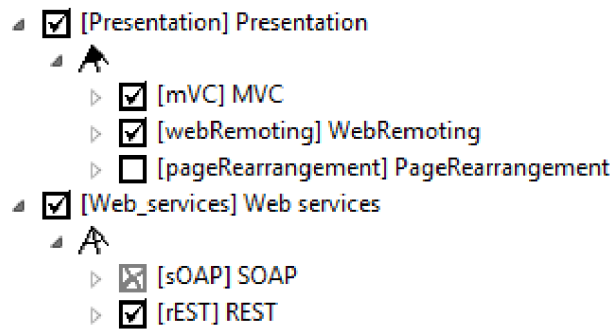 [Presentation] Presentation
[mVC] MVC
[webRemoting] WebRemoting
[pageRearrangement] PageRearrangement
[Web_services] Web services
[sOAP] SOAP
[rEST] REST